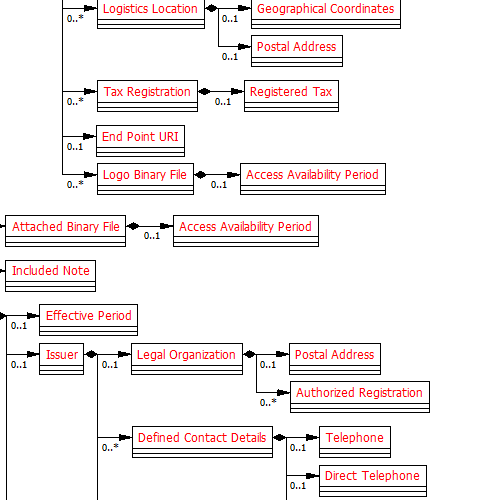 Logistics Location
Geographical Coordinates
0..*
0..1
Postal Address
0..1
Tax Registration
Registered Tax
0..*
0..1
End Point URI
0..1
Logo Binary File
Access Availability Period
0..*
0..1
Attached Binary File
Access Availability Period
0..1
Included Note
Effective Period
0..1
Issuer
Legal Organization
Postal Address
0..1
0..1
0..1
Authorized Registration
0..*
Defined Contact Details
Telephone
0..*
0..1
Direct Telephone
0..1